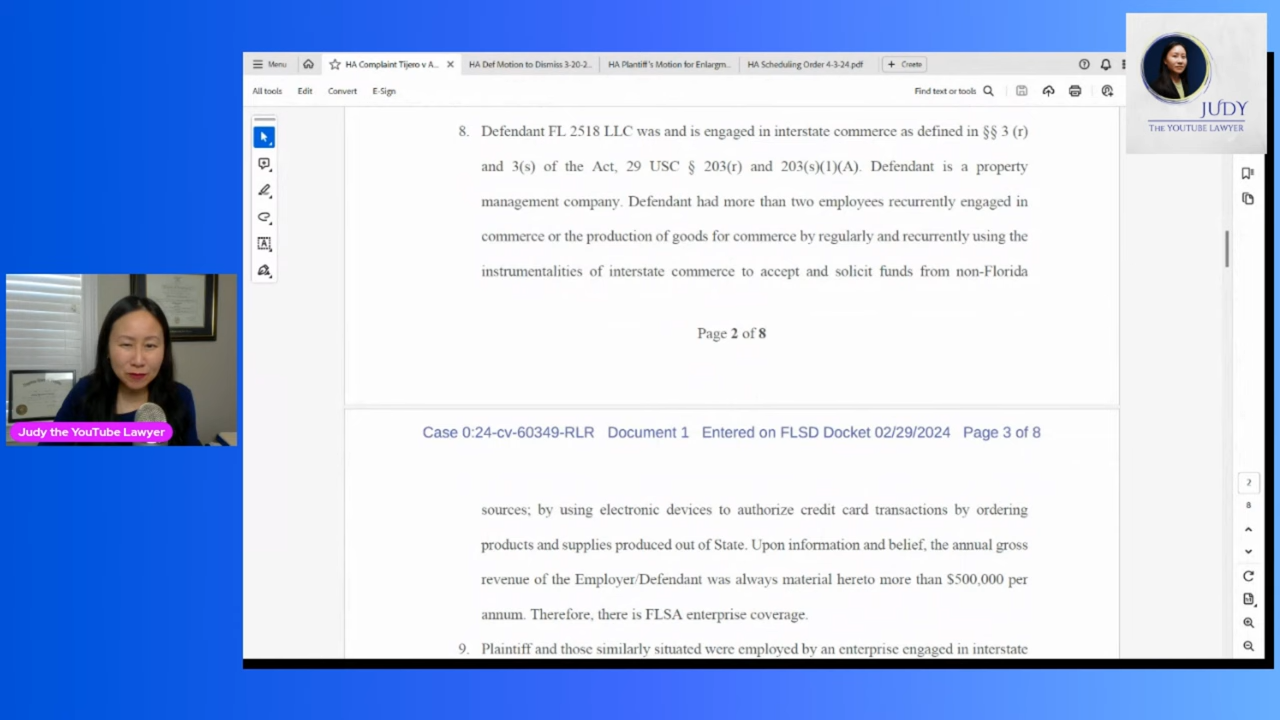 JUDY
THE YOUTUBE LAWYER
Menu
HA Complaint Tijero v A...
HA Def Motion to Dismiss 3-20-2...
HA Plantiff's Motion for Enlargm...
HA Scheduling Order 4-3-24.pdf
Create
All tools
Edit
Convert
E-Sign
Find text or tools
8. Defendant FL 2518 LLC was and is engaged in interstate commerce as defined in §§ 3 (r)
and 3(s) of the Act, 29 USC § 203(r) and 203(s)(1)(A). Defendant is a property
management company. Defendant had more than two employees recurrently engaged in
commerce or the production of goods for commerce by regularly and recurrently using the
instrumentalities of interstate commerce to accept and solicit funds from non-Florida
Page 2 of 8
Case 0:24-cv-60349-RLR Document 1 Entered on FLSD Docket 02/29/2024 Page 3 of 8
sources; by using electronic devices to authorize credit card transactions by ordering
products and supplies produced out of State. Upon information and belief, the annual gross
revenue of the Employer/Defendant was always material hereto more than $500,000 per
annum. Therefore, there is FLSA enterprise coverage.
9. Plaintiff and those similarly situated were employed by an enterprise engaged in interstate
2
8
Judy the YouTube Lawyer